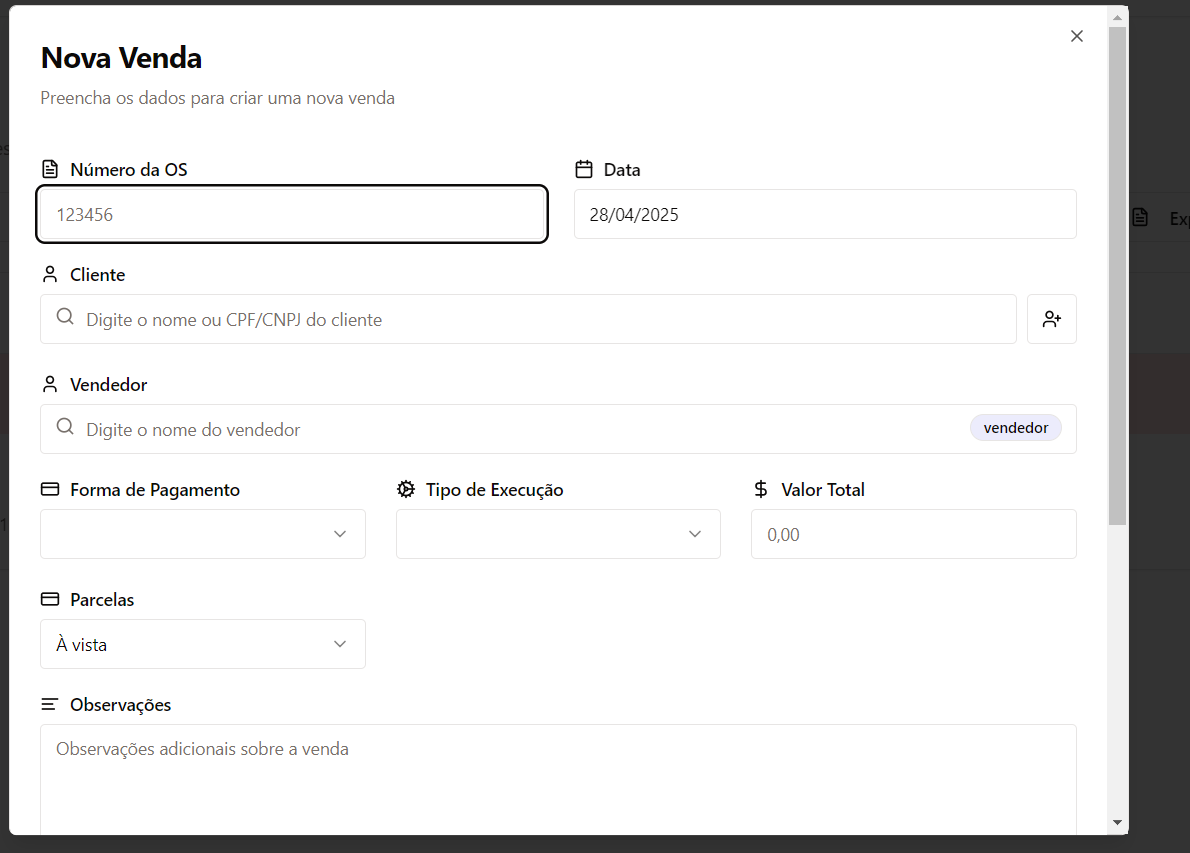 Nova Venda
Preencha os dados para criar uma nova venda
Número da OS
Data
123456
28/04/2025
Cliente
Digite o nome ou CPF/CNPJ do cliente
Vendedor
Digite o nome do vendedor
vendedor
Forma de Pagamento
Tipo de Execução
$ Valor Total
0,00
Parcelas
À vista
Observações
Observações adicionais sobre a venda